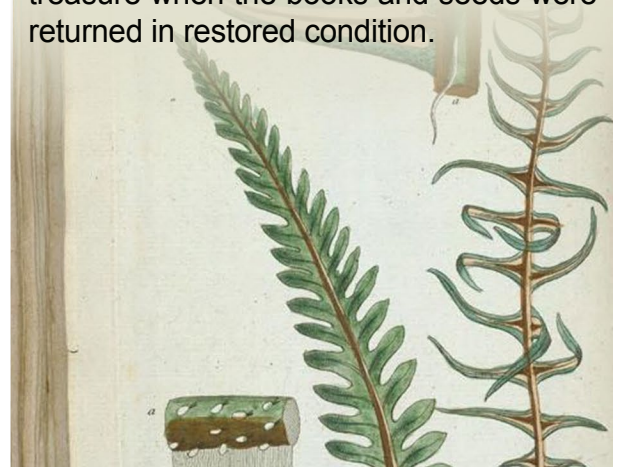 treasure when the books and seeds were
returned in restored condition.
a
a